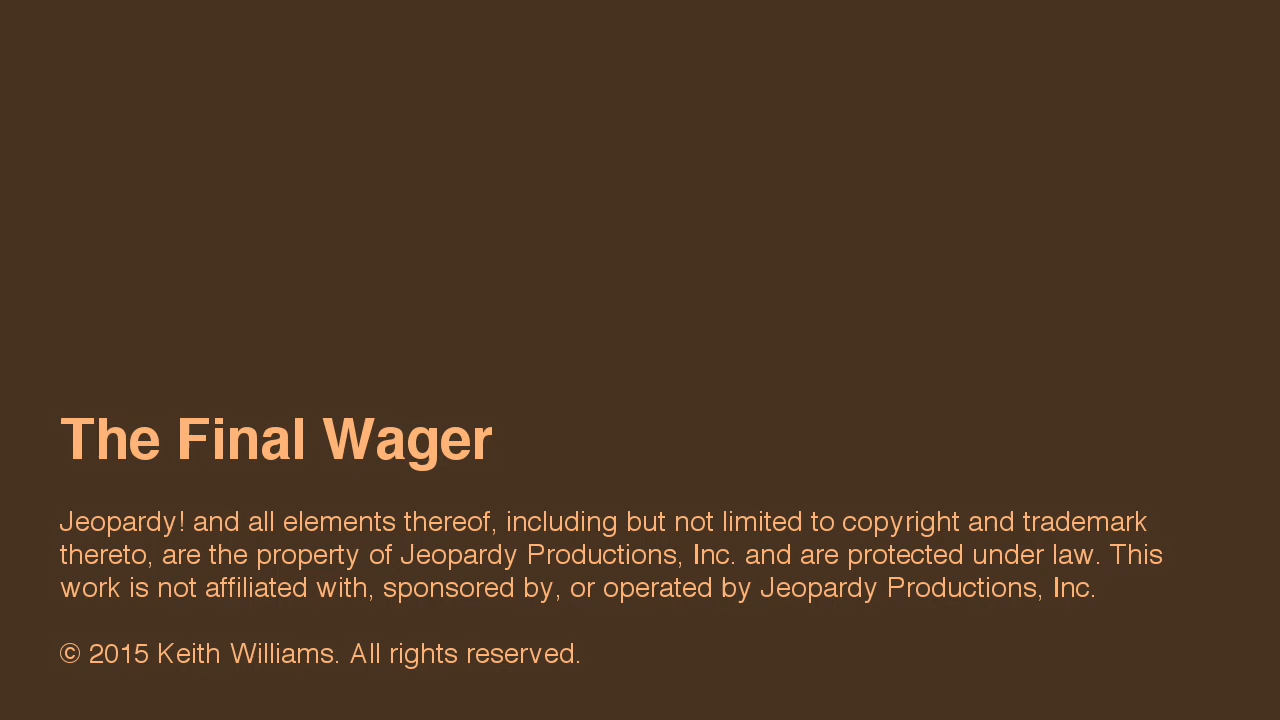 The Final Wager
Jeopardy! and all elements thereof, including but not limited to copyright and trademark
thereto, are the property of Jeopardy Productions, Inc. and are protected under law. This
work is not affiliated with, sponsored by, or operated by Jeopardy Productions, Inc.
© 2015 Keith Williams. All rights reserved.